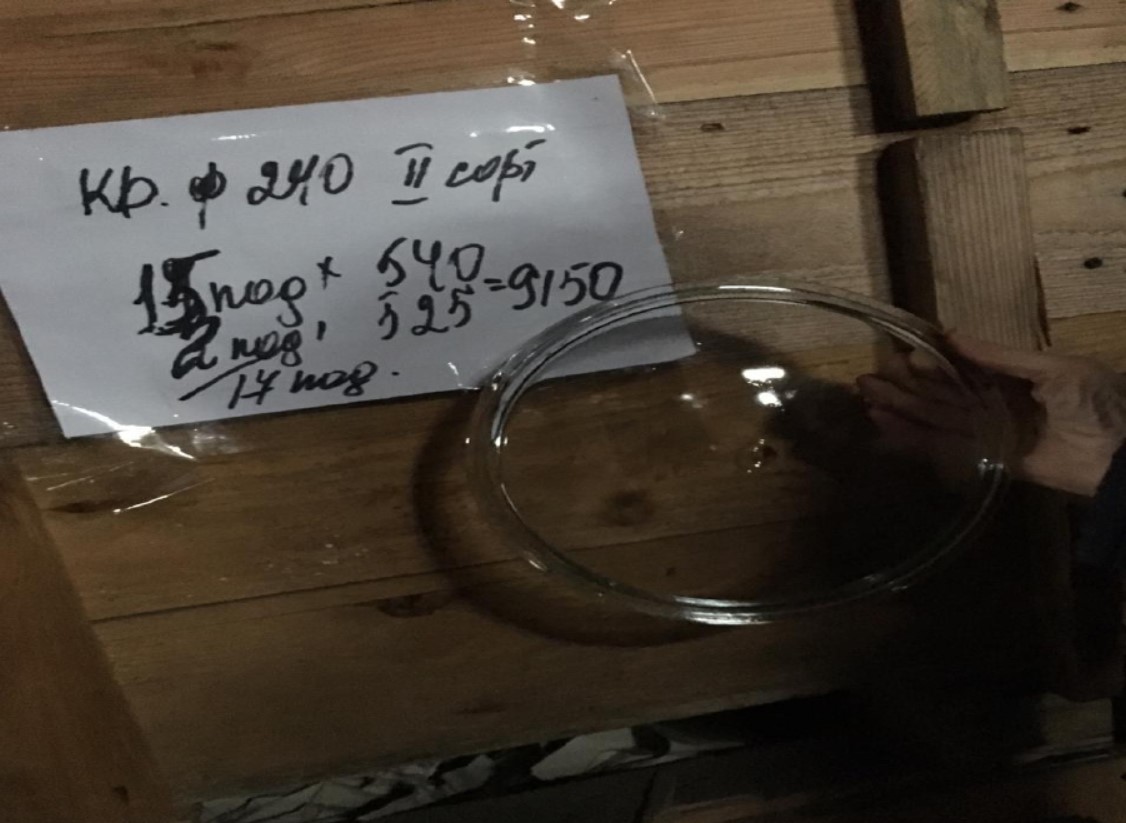 Кр. ф 240 II сорт
15 под x 540
2 под, 525 = 9150
17 под.